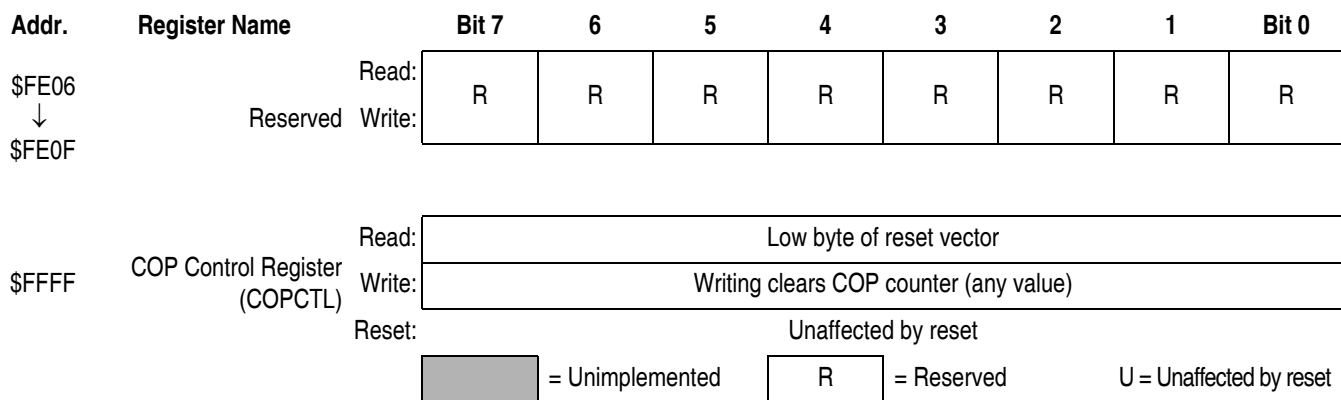 Addr. Register Name Bit 7 6 5 4 3 2 1 Bit 0
$FE06
↓
$FE0F
Reserved
Read:
Write:
R R R R R R R R
$FFFF
COP Control Register
(COPCTL)
Read: Low byte of reset vector
Write: Writing clears COP counter (any value)
Reset: Unaffected by reset
= Unimplemented R = Reserved U = Unaffected by reset